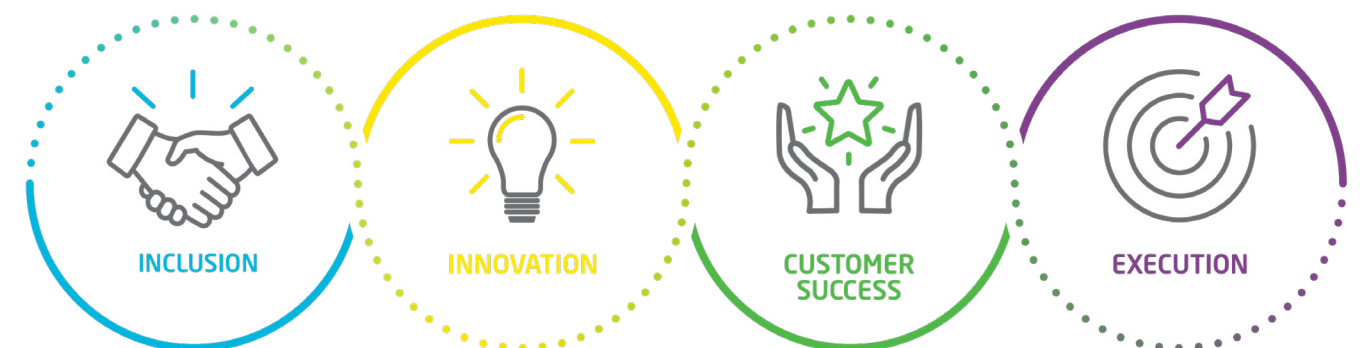 INCLUSION
INNOVATION
CUSTOMER
SUCCESS
EXECUTION